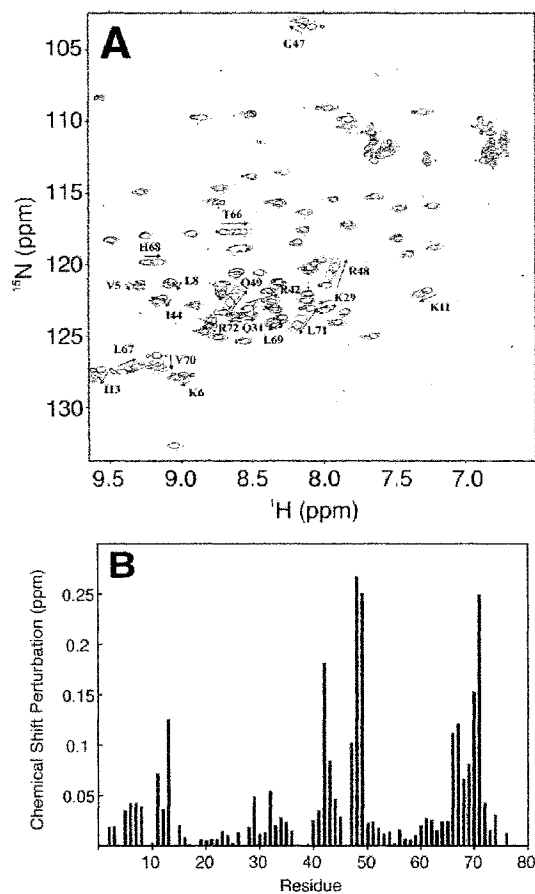 A
105
110
115
120
125
130
¹⁵N (ppm)
G47
T66
H68
V5
L8
I44
Q49
R42
R48
K29
K11
R72
Q31
L69
L71
L67
V70
I13
K6
9.5 9.0 8.5 8.0 7.5 7.0
¹H (ppm)
B
Chemical Shift Perturbation (ppm)
0.25
0.2
0.15
0.1
0.05
10 20 30 40 50 60 70 80
Residue